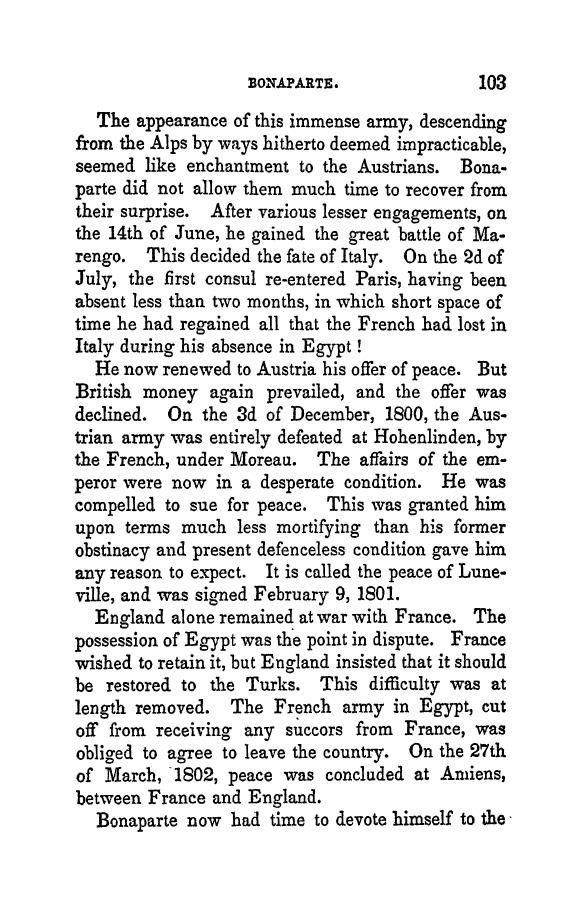 BONAPARTE. 103
The appearance of this immense army, descending
from the Alps by ways hitherto deemed impracticable,
seemed like enchantment to the Austrians. Bona-
parte did not allow them much time to recover from
their surprise. After various lesser engagements, on
the 14th of June, he gained the great battle of Ma-
rengo. This decided the fate of Italy. On the 2d of
July, the first consul re-entered Paris, having been
absent less than two months, in which short space of
time he had regained all that the French had lost in
Italy during his absence in Egypt!
He now renewed to Austria his offer of peace. But
British money again prevailed, and the offer was
declined. On the 3d of December, 1800, the Aus-
trian army was entirely defeated at Hohenlinden, by
the French, under Moreau. The affairs of the em-
peror were now in a desperate condition. He was
compelled to sue for peace. This was granted him
upon terms much less mortifying than his former
obstinacy and present defenceless condition gave him
any reason to expect. It is called the peace of Lune-
ville, and was signed February 9, 1801.
England alone remained at war with France. The
possession of Egypt was the point in dispute. France
wished to retain it, but England insisted that it should
be restored to the Turks. This difficulty was at
length removed. The French army in Egypt, cut
off from receiving any succors from France, was
obliged to agree to leave the country. On the 27th
of March, 1802, peace was concluded at Amiens,
between France and England.
Bonaparte now had time to devote himself to the